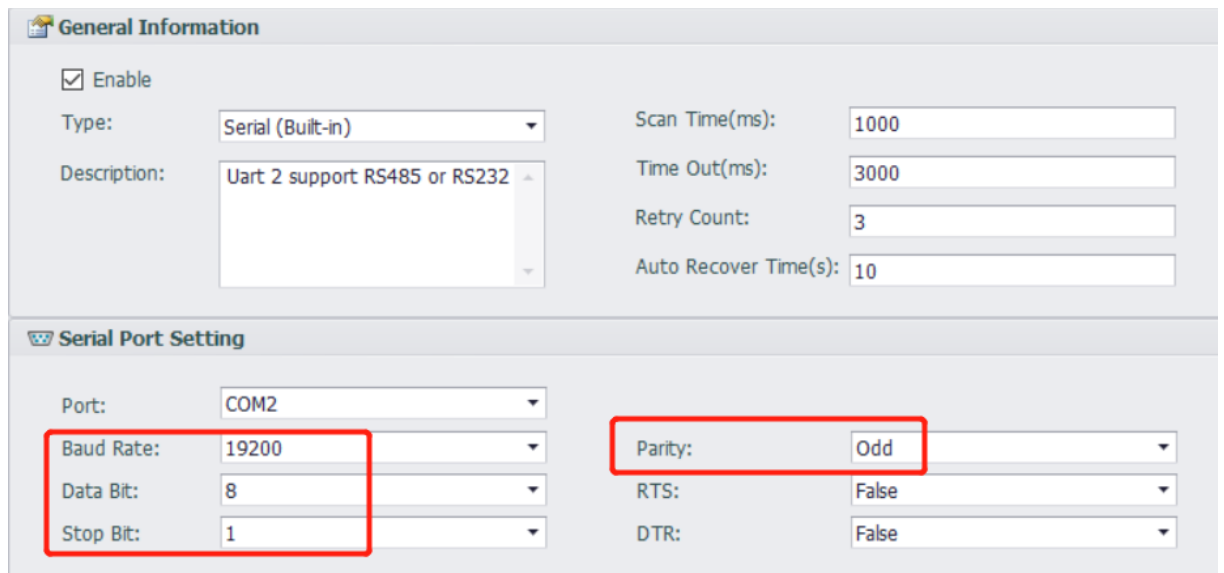 General Information
Enable
Type: Serial (Built-in) Scan Time(ms): 1000
Description: Uart 2 support RS485 or RS232 Time Out(ms): 3000
Retry Count: 3
Auto Recover Time(s): 10
Serial Port Setting
Port: COM2
Baud Rate: 19200 Parity: Odd
Data Bit: 8 RTS: False
Stop Bit: 1 DTR: False